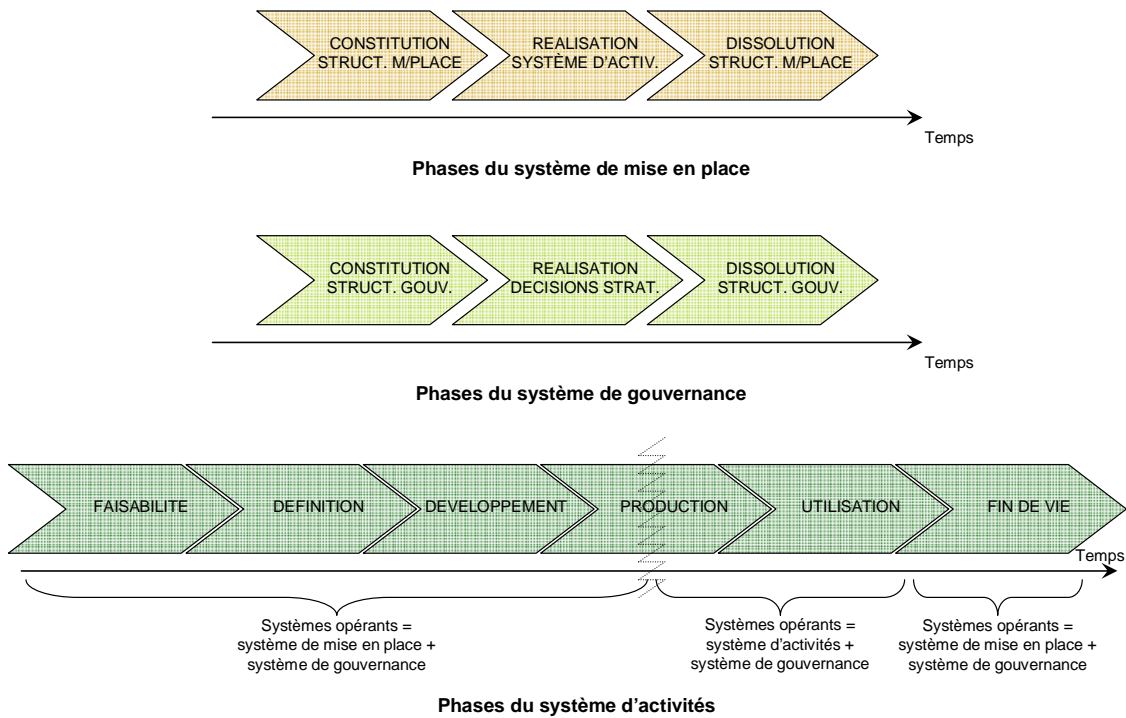 CONSTITUTION
STRUCT. M/PLACE
REALISATION
SYSTÈME D'ACTIV.
DISSOLUTION
STRUCT. M/PLACE
Temps
Phases du système de mise en place
CONSTITUTION
STRUCT. GOUV.
REALISATION
DECISIONS STRAT.
DISSOLUTION
STRUCT. GOUV.
Temps
Phases du système de gouvernance
FAISABILITE
DEFINITION
DEVELOPPEMENT
PRODUCTION
UTILISATION
FIN DE VIE
Temps
Systèmes opérants =
système de mise en place +
système de gouvernance
Systèmes opérants =
système d'activités +
système de gouvernance
Systèmes opérants =
système de mise en place +
système de gouvernance
Phases du système d'activités